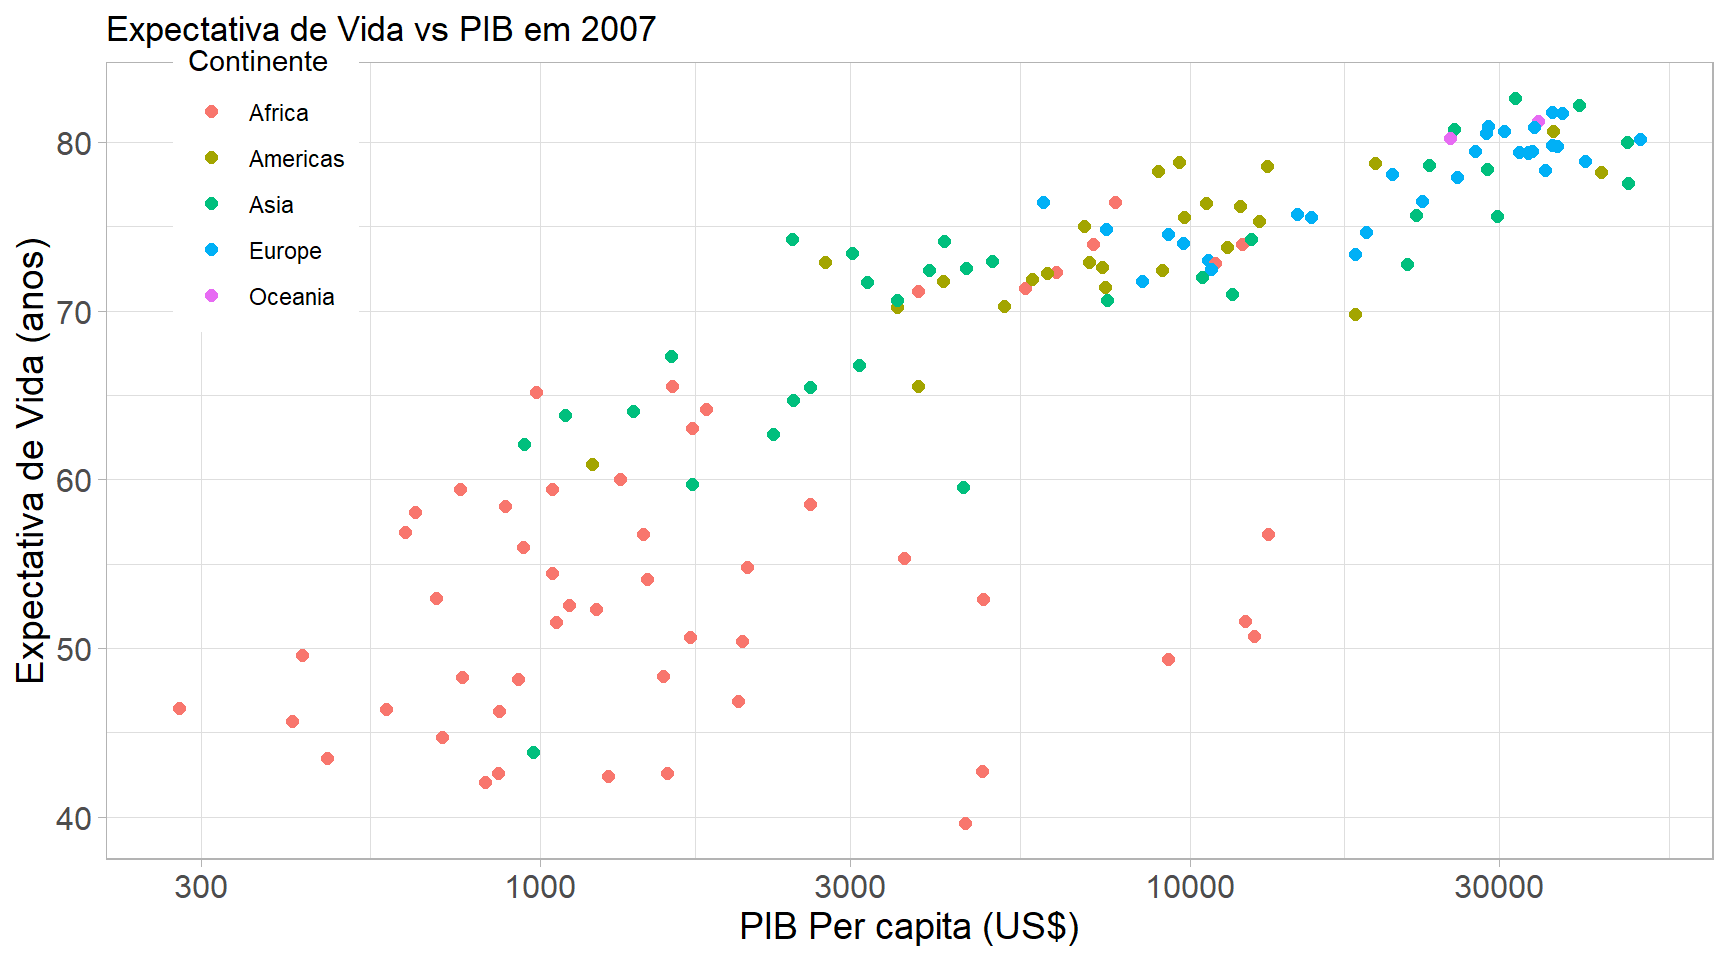 Expectativa de Vida vs PIB em 2007
Continente
Africa
Americas
Asia
Europe
Oceania
Expectativa de Vida (anos)
80
70
60
50
40
300 1000 3000 10000 30000
PIB Per capita (US$)